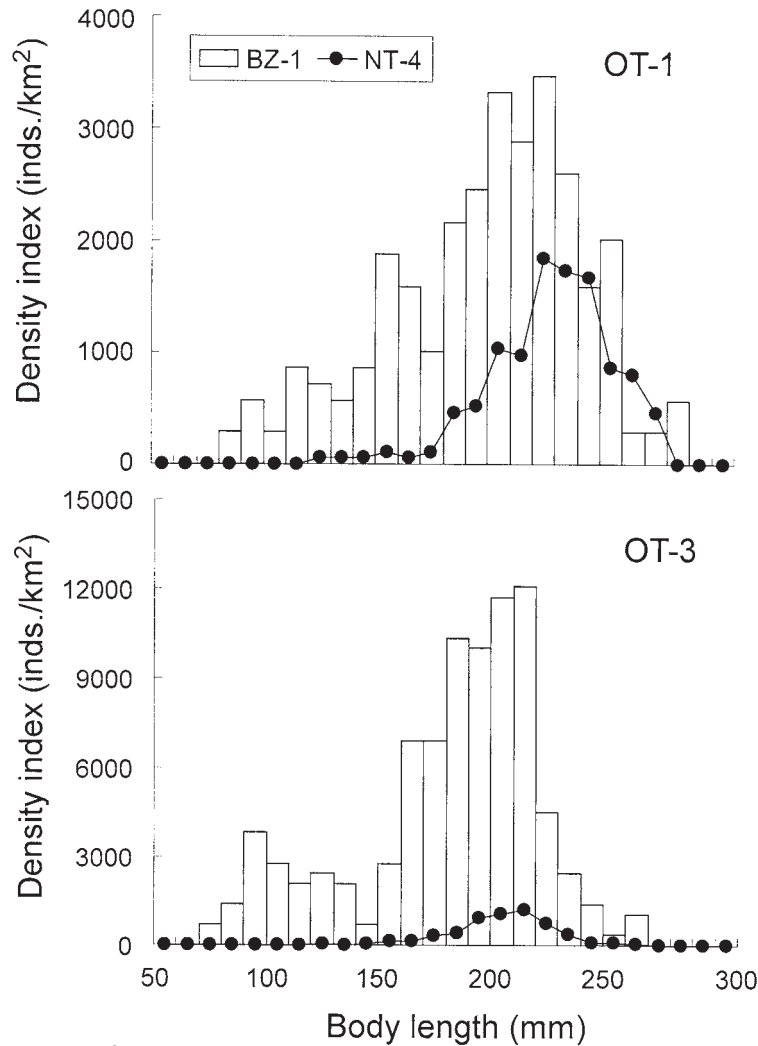 4000
3000
2000
1000
0
Density index (inds./km²)
BZ-1 NT-4
OT-1
15000
12000
9000
6000
3000
0
Density index (inds./km²)
OT-3
50 100 150 200 250 300
Body length (mm)